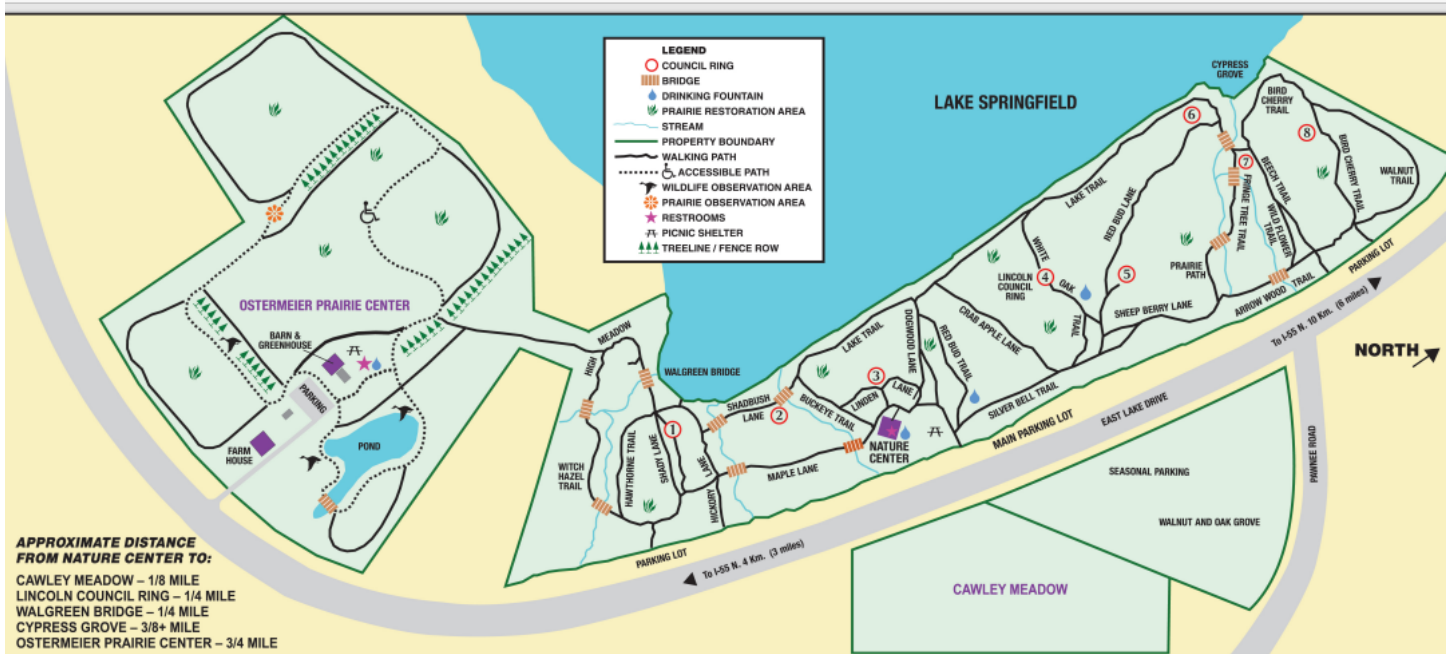 LEGEND
COUNCIL RING
BRIDGE
DRINKING FOUNTAIN
PRAIRIE RESTORATION AREA
STREAM
PROPERTY BOUNDARY
WALKING PATH
ACCESSIBLE PATH
WILDLIFE OBSERVATION AREA
PRAIRIE OBSERVATION AREA
RESTROOMS
PICNIC SHELTER
TREELINE / FENCE ROW
LAKE SPRINGFIELD
CYPRESS
GROVE
BIRD
CHERRY
TRAIL
6
8
7
BIRD CHERRY TRAIL
WALNUT
TRAIL
BEECH TRAIL
FRINGE TREE TRAIL
WILD FLOWER
TRAIL
LAKE TRAIL
RED BUD LANE
WHITE
OAK
TRAIL
LINCOLN
COUNCIL
RING
4
5
PRAIRIE
PATH
SHEEP BERRY LANE
ARROW WOOD TRAIL
PARKING LOT
To I-55 N. 10 Km. (6 miles)
NORTH
OSTERMEIER PRAIRIE CENTER
BARN &
GREENHOUSE
PARKING
FARM
HOUSE
POND
MEADOW
HIGH
WALGREEN BRIDGE
WITCH
HAZEL
TRAIL
HAWTHORNE TRAIL
SHADY LANE
1
LANE
HICKORY
SHADBUSH
LANE
2
MAPLE LANE
LAKE TRAIL
BUCKEYE TRAIL
3
LINDEN
LANE
DOGWOOD LANE
RED BUD TRAIL
CRAB APPLE LANE
SILVER BELL TRAIL
NATURE
CENTER
MAIN PARKING LOT
EAST LAKE DRIVE
PARKING LOT
To I-55 N. 4 Km. (3 miles)
SEASONAL PARKING
WALNUT AND OAK GROVE
PAWNEE ROAD
CAWLEY MEADOW
APPROXIMATE DISTANCE
FROM NATURE CENTER TO:
CAWLEY MEADOW – 1/8 MILE
LINCOLN COUNCIL RING – 1/4 MILE
WALGREEN BRIDGE – 1/4 MILE
CYPRESS GROVE – 3/8+ MILE
OSTERMEIER PRAIRIE CENTER – 3/4 MILE